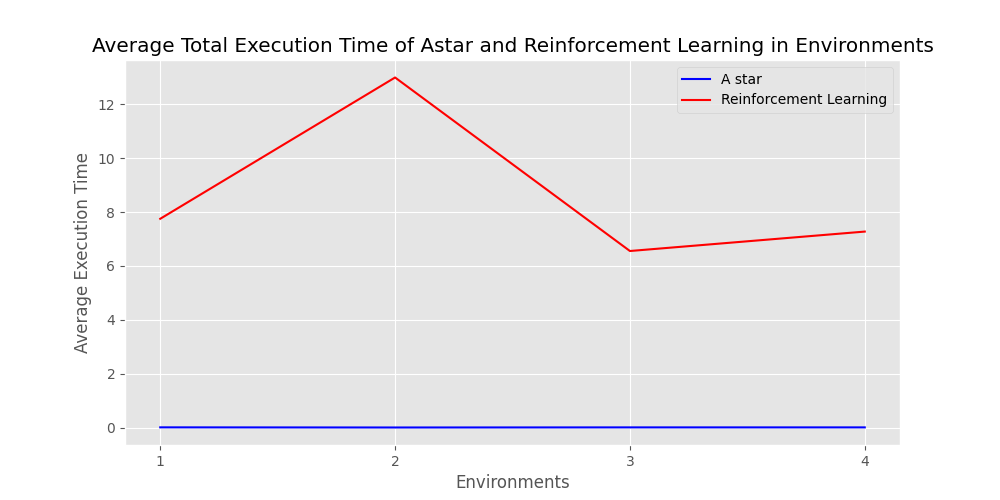 Average Total Execution Time of Astar and Reinforcement Learning in Environments
A star
Reinforcement Learning
Average Execution Time
12
10
8
6
4
2
0
1 2 3 4
Environments